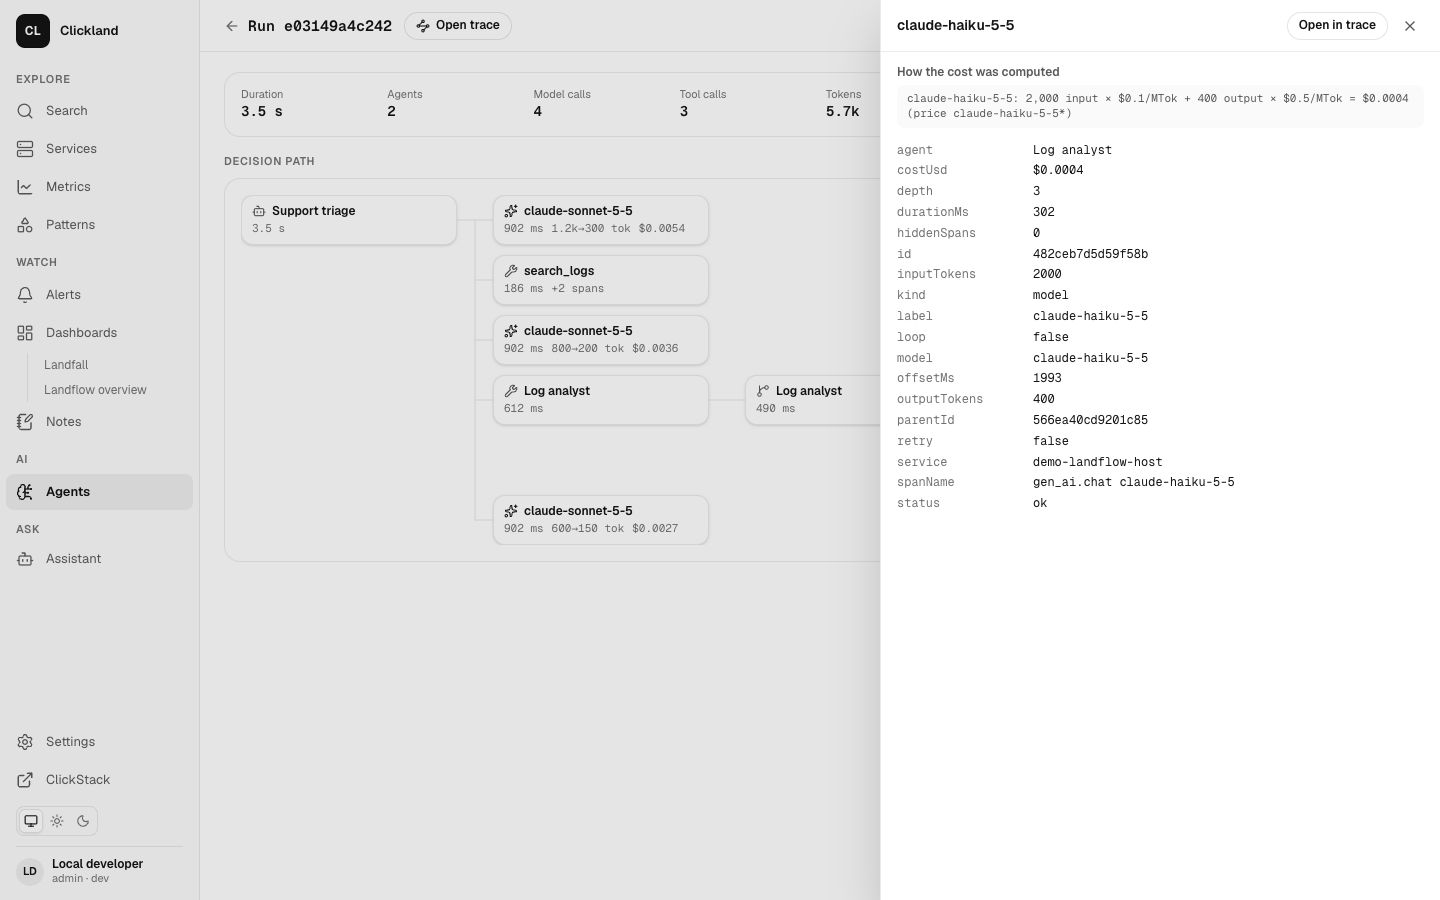 CL Clickland
EXPLORE
Search
Services
Metrics
Patterns
WATCH
Alerts
Dashboards
Landfall
Landflow overview
Notes
AI
Agents
ASK
Assistant
Settings
ClickStack
LD Local developer
admin · dev
Run e03149a4c242 Open trace
Duration Agents Model calls Tool calls Tokens
3.5 s 2 4 3 5.7k
DECISION PATH
Support triage
3.5 s
claude-sonnet-5-5
902 ms 1.2k→300 tok $0.0054
search_logs
186 ms +2 spans
claude-sonnet-5-5
902 ms 800→200 tok $0.0036
Log analyst
612 ms
Log analyst
490 ms
claude-sonnet-5-5
902 ms 600→150 tok $0.0027
claude-haiku-5-5 Open in trace
How the cost was computed
claude-haiku-5-5: 2,000 input × $0.1/MTok + 400 output × $0.5/MTok = $0.0004
(price claude-haiku-5-5*)
agent Log analyst
costUsd $0.0004
depth 3
durationMs 302
hiddenSpans 0
id 482ceb7d5d59f58b
inputTokens 2000
kind model
label claude-haiku-5-5
loop false
model claude-haiku-5-5
offsetMs 1993
outputTokens 400
parentId 566ea40cd9201c85
retry false
service demo-landflow-host
spanName gen_ai.chat claude-haiku-5-5
status ok